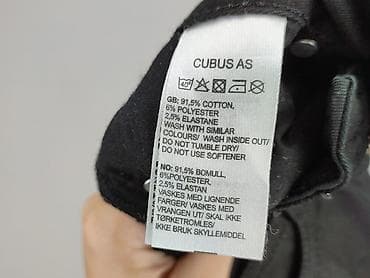 CUBUS AS
40°
GB: 91,5% COTTON,
6% POLYESTER
2,5% ELASTANE
WASH WITH SIMILAR
COLOURS/ WASH INSIDE OUT/
DO NOT TUMBLE DRY/
DO NOT USE SOFTENER
NO: 91,5% BOMULL,
6%POLYESTER,
2,5% ELASTAN
VASKES MED LIGNENDE
FARGER/ VASKES MED
VRANGEN UT/ SKAL IKKE
TØRKETROMLES/
IKKE BRUK SKYLLEMIDDEL